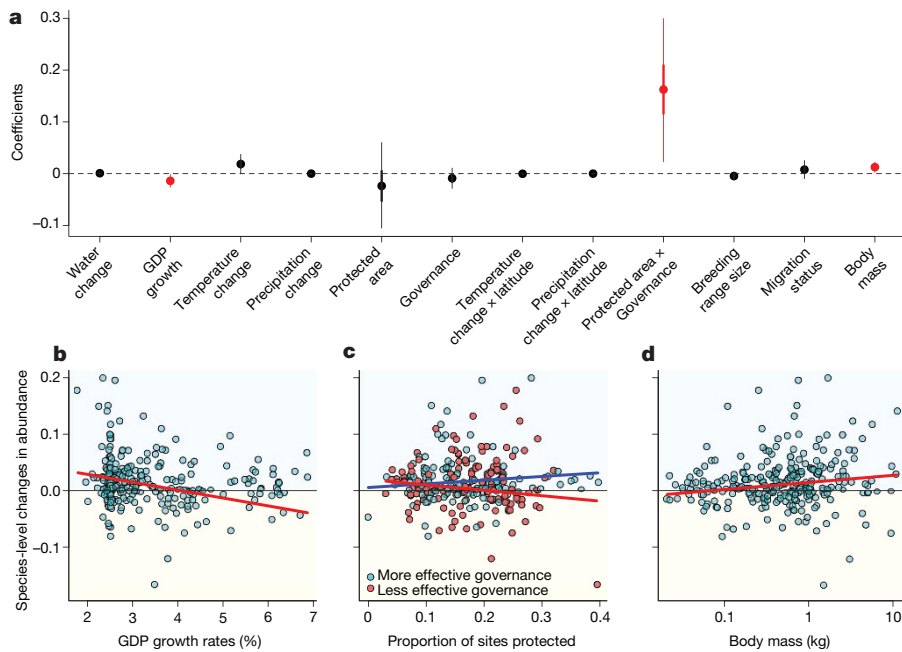 a
Coefficients
0.3
0.2
0.1
0
−0.1
Water
change
GDP
growth
Temperature
change
Precipitation
change
Protected
area
Governance
Temperature
change × latitude
Precipitation
change × latitude
Protected area ×
Governance
Breeding
range size
Migration
status
Body
mass
b
Species-level changes in abundance
0.2
0.1
0.0
−0.1
2 3 4 5 6 7
GDP growth rates (%)
c
More effective governance
Less effective governance
0 0.1 0.2 0.3 0.4
Proportion of sites protected
d
0.1 1 10
Body mass (kg)